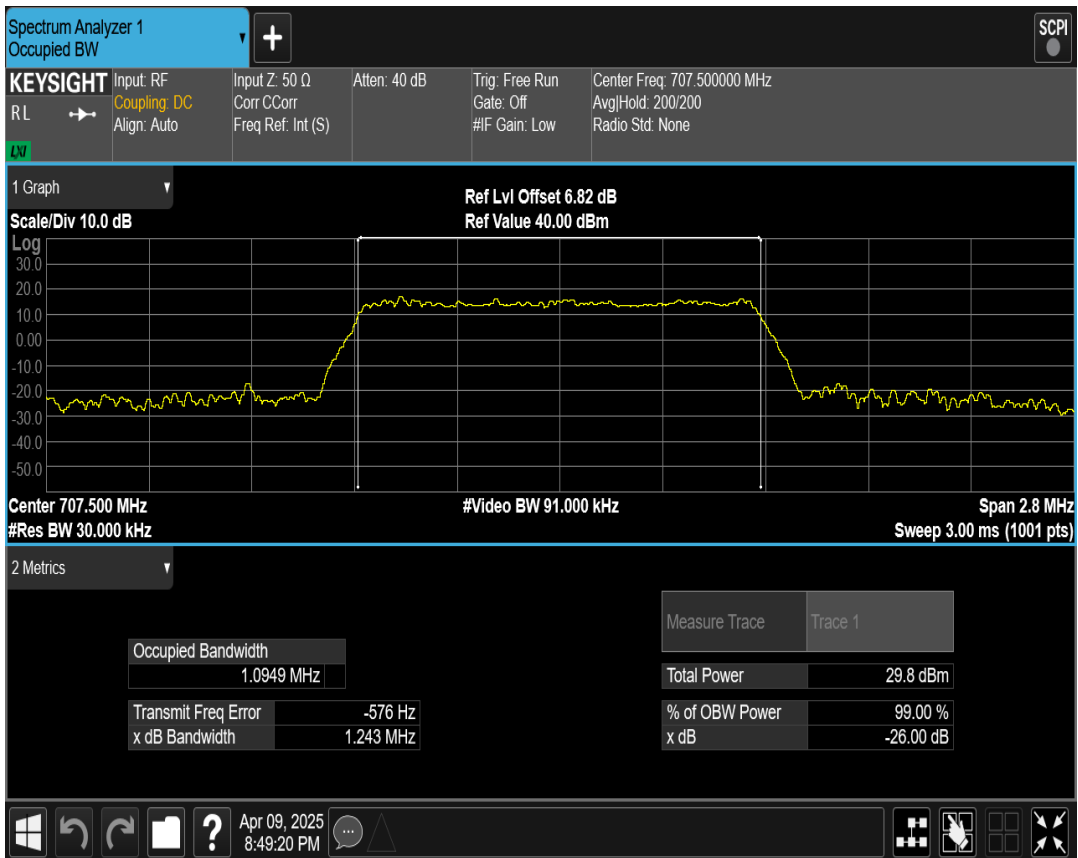 Spectrum Analyzer 1
Occupied BW
+
SCPI
KEYSIGHT
RL
LXI
Input: RF
Coupling: DC
Align: Auto
Input Z: 50 Ω
Corr CCorr
Freq Ref: Int (S)
Atten: 40 dB
Trig: Free Run
Gate: Off
#IF Gain: Low
Center Freq: 707.500000 MHz
Avg|Hold: 200/200
Radio Std: None
1 Graph
Scale/Div 10.0 dB
Ref Lvl Offset 6.82 dB
Ref Value 40.00 dBm
Log
30.0
20.0
10.0
0.00
-10.0
-20.0
-30.0
-40.0
-50.0
Center 707.500 MHz
#Video BW 91.000 kHz
Span 2.8 MHz
#Res BW 30.000 kHz
Sweep 3.00 ms (1001 pts)
2 Metrics
Measure Trace Trace 1
Occupied Bandwidth
1.0949 MHz
Total Power 29.8 dBm
Transmit Freq Error -576 Hz
% of OBW Power 99.00 %
x dB Bandwidth 1.243 MHz
x dB -26.00 dB
?
Apr 09, 2025
8:49:20 PM